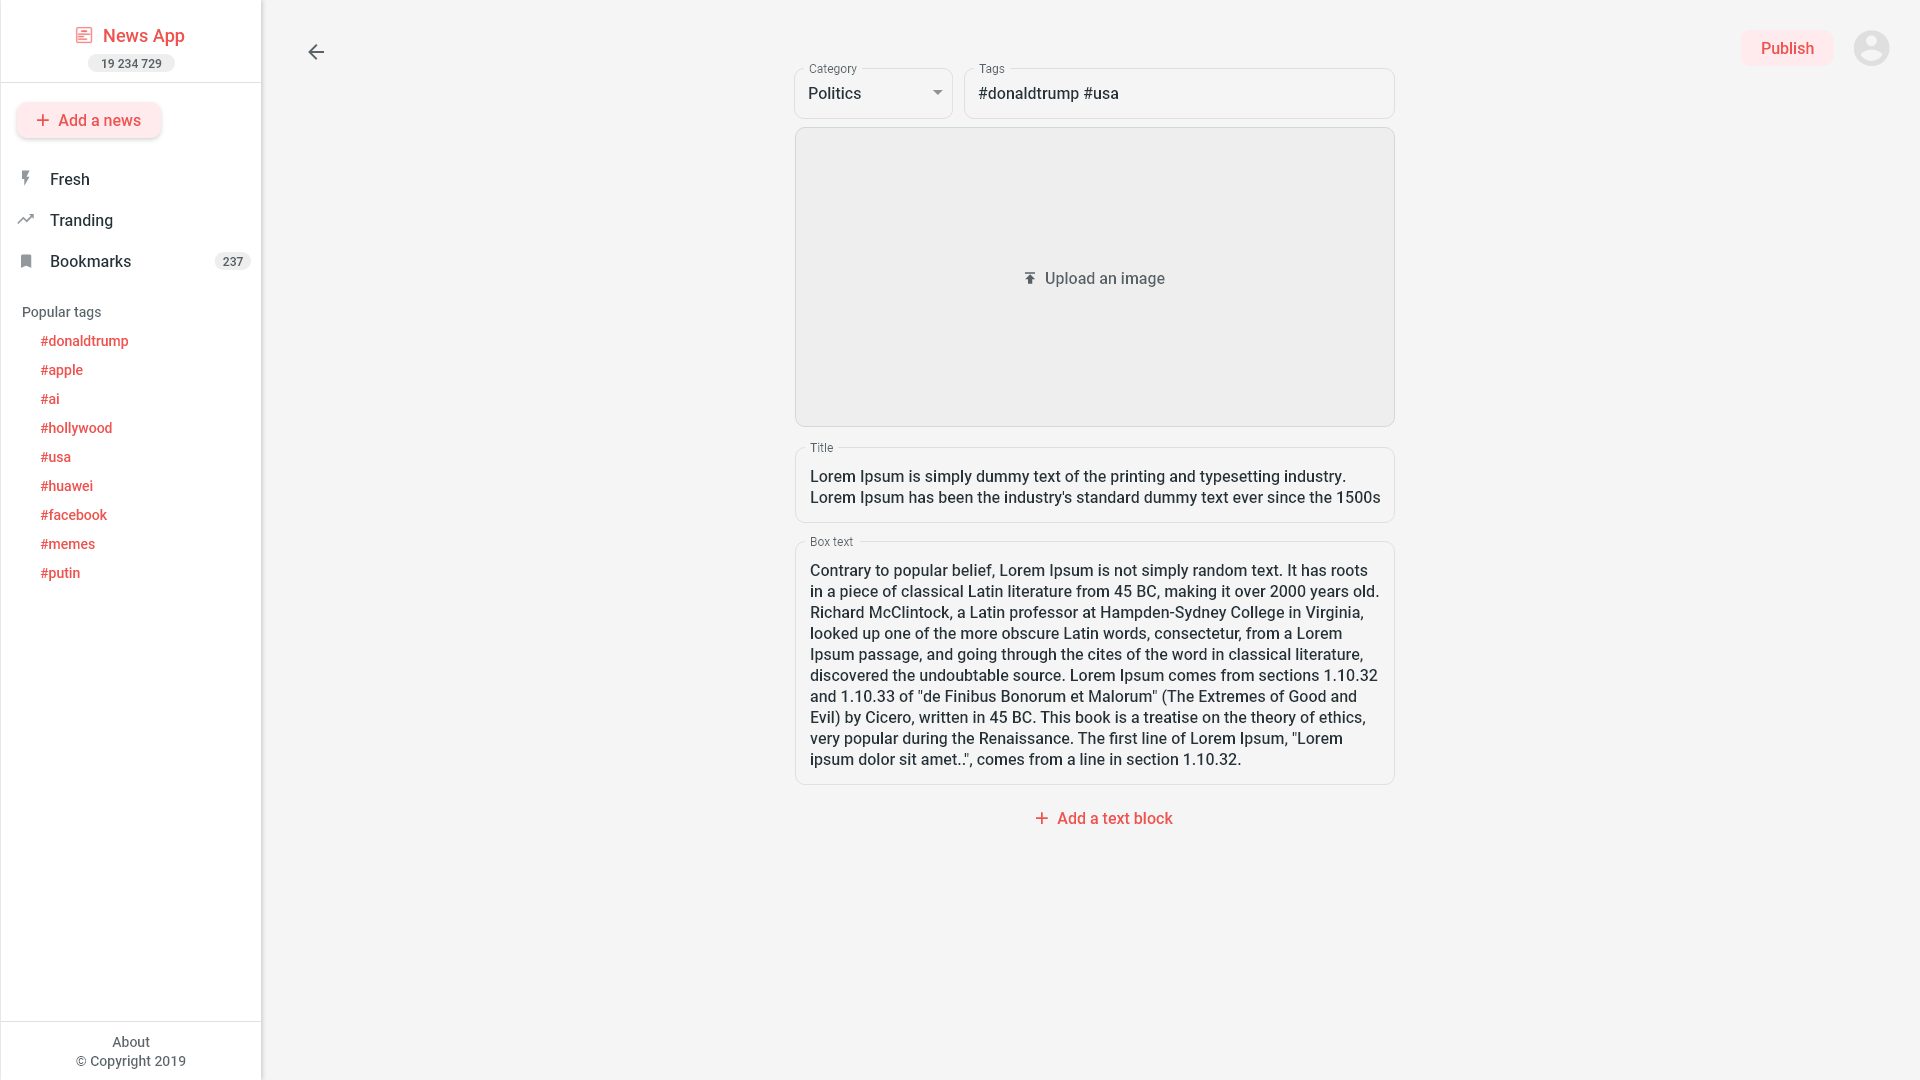 News App
19 234 729
Add a news
Fresh
Tranding
Bookmarks
237
Popular tags
#donaldtrump
#apple
#ai
#hollywood
#usa
#huawei
#facebook
#memes
#putin
About
© Copyright 2019
Publish
Category
Politics
Tags
#donaldtrump #usa
Upload an image
Title
Lorem Ipsum is simply dummy text of the printing and typesetting industry.
Lorem Ipsum has been the industry's standard dummy text ever since the 1500s
Box text
Contrary to popular belief, Lorem Ipsum is not simply random text. It has roots
in a piece of classical Latin literature from 45 BC, making it over 2000 years old.
Richard McClintock, a Latin professor at Hampden-Sydney College in Virginia,
looked up one of the more obscure Latin words, consectetur, from a Lorem
Ipsum passage, and going through the cites of the word in classical literature,
discovered the undoubtable source. Lorem Ipsum comes from sections 1.10.32
and 1.10.33 of "de Finibus Bonorum et Malorum" (The Extremes of Good and
Evil) by Cicero, written in 45 BC. This book is a treatise on the theory of ethics,
very popular during the Renaissance. The first line of Lorem Ipsum, "Lorem
ipsum dolor sit amet..", comes from a line in section 1.10.32.
Add a text block